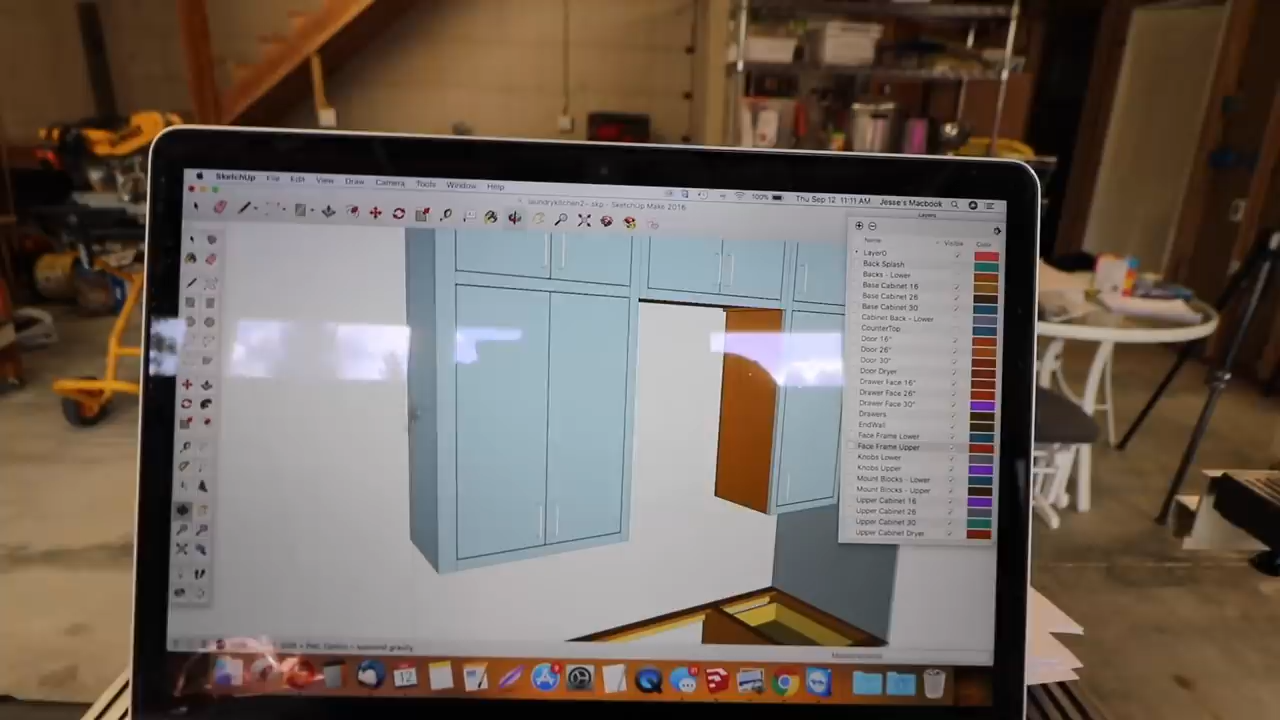 SketchUp File Edit View Draw Camera Tools Window Help
100% Thu Sep 12 11:11 AM Jesse's Macbook
laundrykitchen2~.skp - SketchUp Make 2016
Layers
Name Visible Color
Layer0
Back Splash
Backs - Lower
Base Cabinet 16
Base Cabinet 26
Base Cabinet 30
Cabinet Back - Lower
CounterTop
Door 16"
Door 26"
Door 30"
Door Dryer
Drawer Face 16"
Drawer Face 26"
Drawer Face 30"
Drawers
EndWall
Face Frame Lower
Face Frame Upper
Knobs Lower
Knobs Upper
Mount Blocks - Lower
Mount Blocks - Upper
Upper Cabinet 16
Upper Cabinet 26
Upper Cabinet 30
Upper Cabinet Dryer
Measurements
12